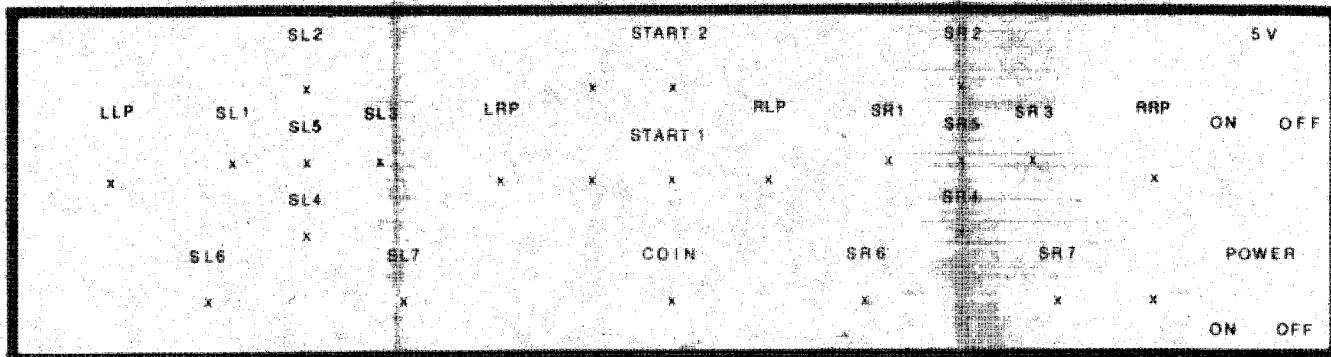 SL2 START 2 SR2 5 V
LLP SL1 SL3 LRP RLP SR1 SR3 RRP
SL5 START 1 SR5 ON OFF
SL4 SR4
SL6 SL7 COIN SR6 SR7 POWER
ON OFF